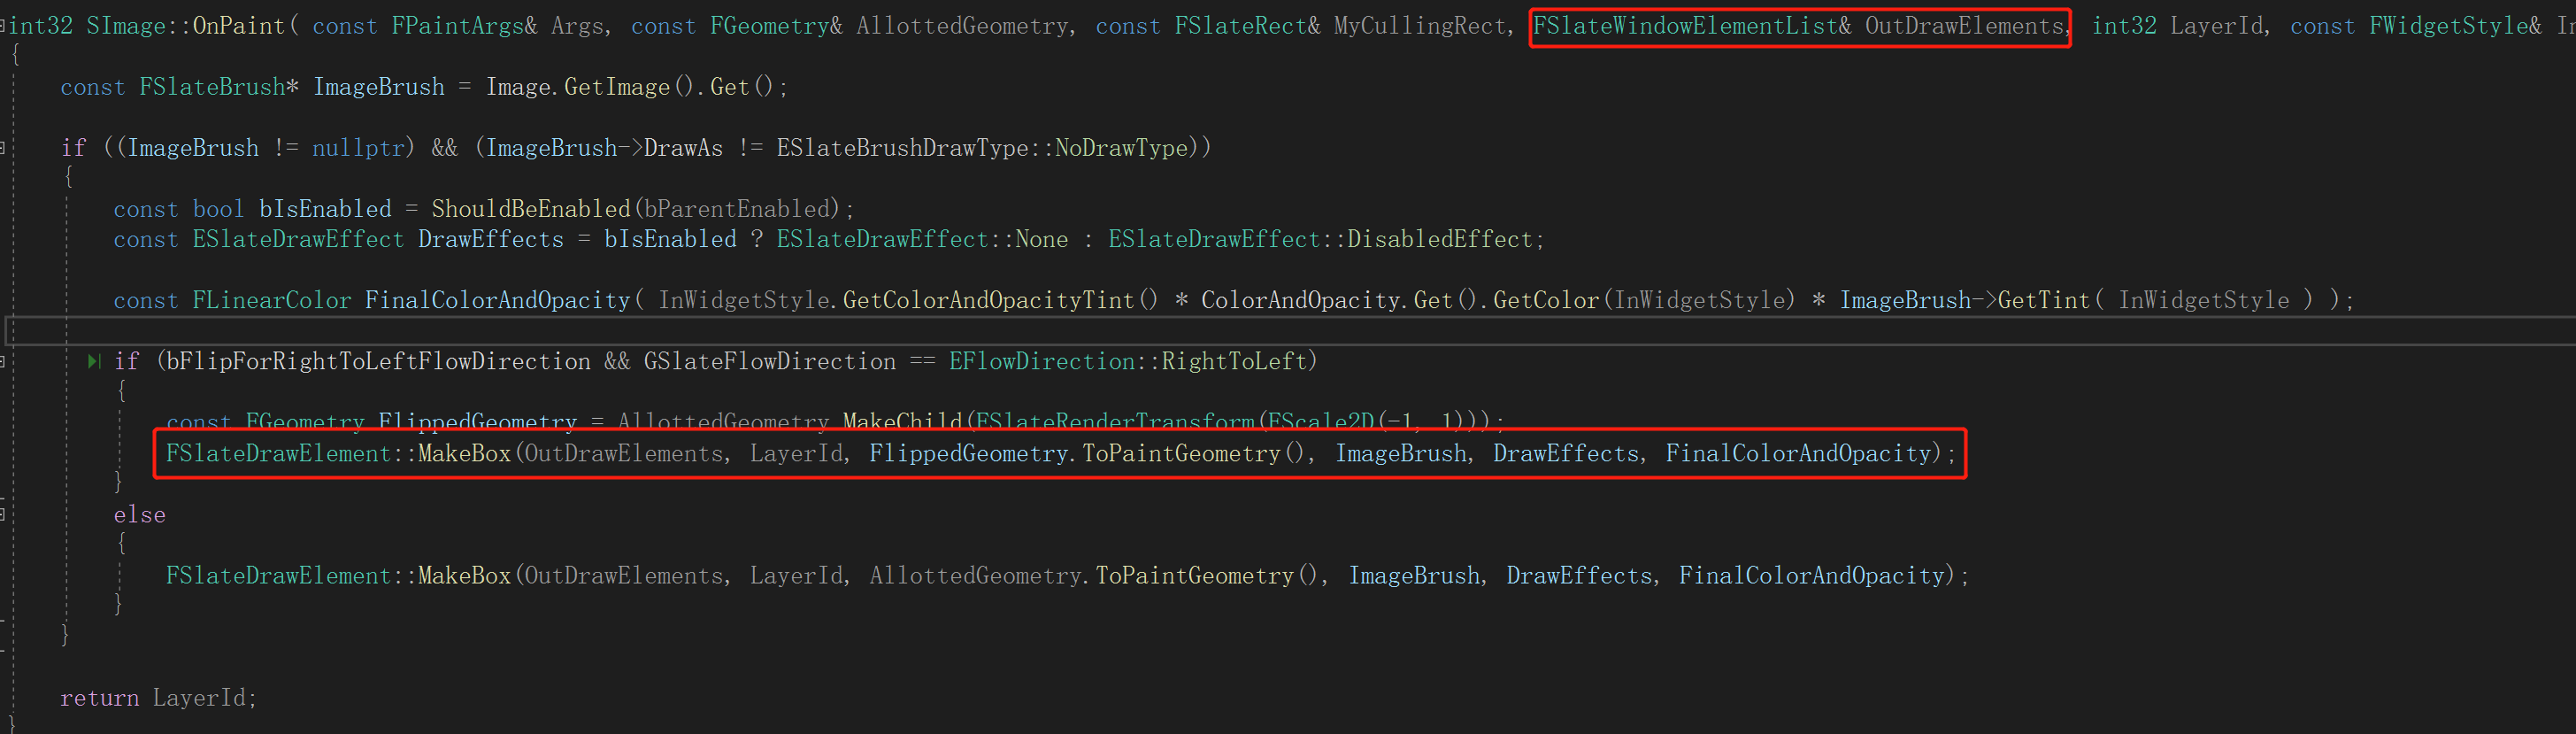 int32 SImage::OnPaint( const FPaintArgs& Args, const FGeometry& AllottedGeometry, const FSlateRect& MyCullingRect, FSlateWindowElementList& OutDrawElements, int32 LayerId, const FWidgetStyle& In
{
const FSlateBrush* ImageBrush = Image.GetImage().Get();
if ((ImageBrush != nullptr) && (ImageBrush->DrawAs != ESlateBrushDrawType::NoDrawType))
{
const bool bIsEnabled = ShouldBeEnabled(bParentEnabled);
const ESlateDrawEffect DrawEffects = bIsEnabled ? ESlateDrawEffect::None : ESlateDrawEffect::DisabledEffect;
const FLinearColor FinalColorAndOpacity( InWidgetStyle.GetColorAndOpacityTint() * ColorAndOpacity.Get().GetColor(InWidgetStyle) * ImageBrush->GetTint( InWidgetStyle ) );
if (bFlipForRightToLeftFlowDirection && GSlateFlowDirection == EFlowDirection::RightToLeft)
{
const FGeometry FlippedGeometry = AllottedGeometry.MakeChild(FSlateRenderTransform(FScale2D(-1, 1)));
FSlateDrawElement::MakeBox(OutDrawElements, LayerId, FlippedGeometry.ToPaintGeometry(), ImageBrush, DrawEffects, FinalColorAndOpacity);
}
else
{
FSlateDrawElement::MakeBox(OutDrawElements, LayerId, AllottedGeometry.ToPaintGeometry(), ImageBrush, DrawEffects, FinalColorAndOpacity);
}
}
return LayerId;
}